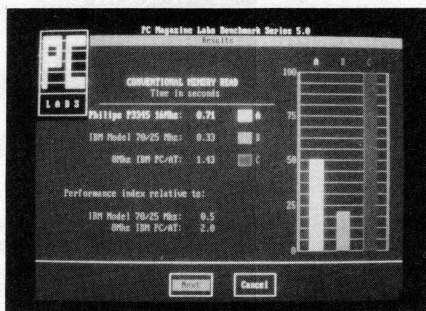 PC Magazine Labs Benchmark Series 5.0
Results
PC
LABS
CONVENTIONAL MEMORY READ
Time in seconds
Philips P3345 16Mhz: 0.71 A
IBM Model 70/25 Mhz: 0.33 B
8Mhz IBM PC/AT: 1.43 C
Performance index relative to:
IBM Model 70/25 Mhz: 0.5
8Mhz IBM PC/AT: 2.0
A B C
100
75
50
25
0
Next Cancel